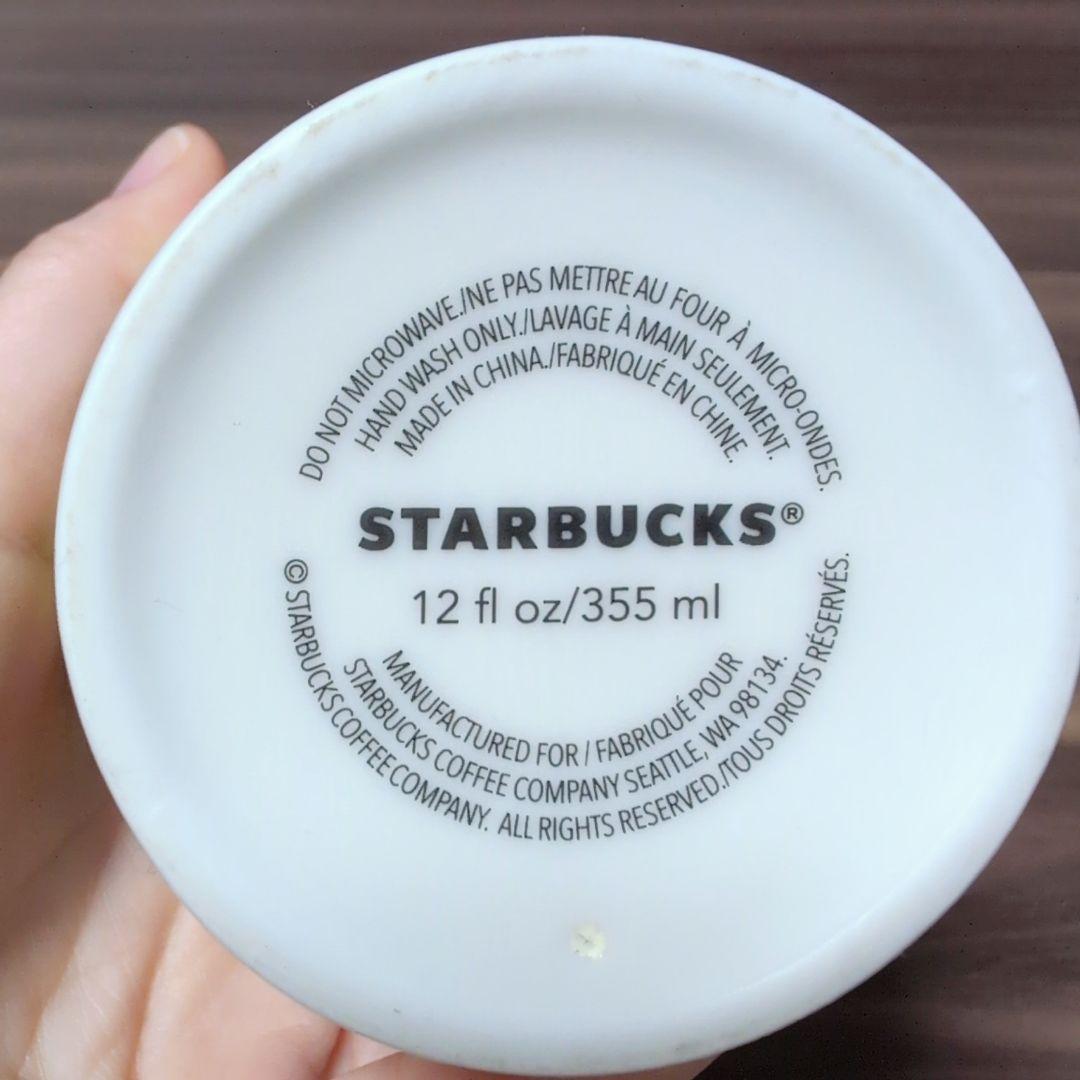 DO NOT MICROWAVE./NE PAS METTRE AU FOUR À MICRO-ONDES.
HAND WASH ONLY./LAVAGE À MAIN SEULEMENT.
MADE IN CHINA./FABRIQUÉ EN CHINE.
STARBUCKS®
12 fl oz/355 ml
MANUFACTURED FOR / FABRIQUÉ POUR
STARBUCKS COFFEE COMPANY SEATTLE, WA 98134.
© STARBUCKS COFFEE COMPANY. ALL RIGHTS RESERVED./TOUS DROITS RÉSERVÉS.